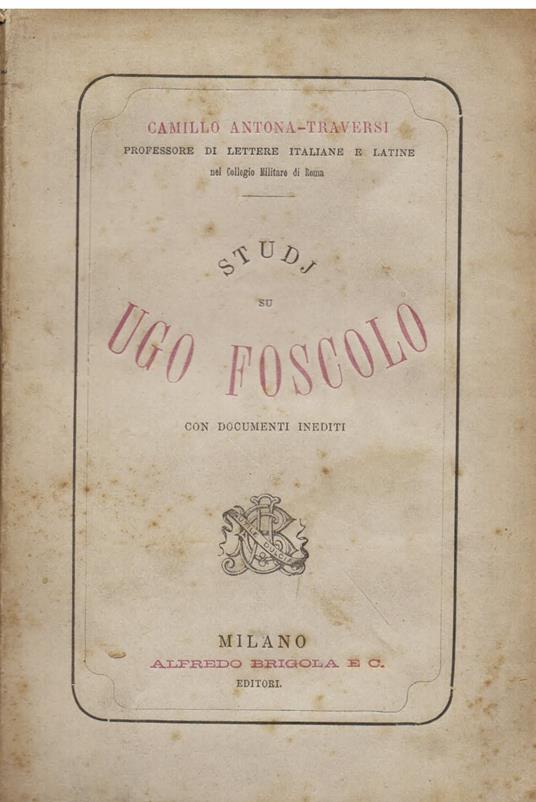 CAMILLO ANTONA-TRAVERSI
PROFESSORE DI LETTERE ITALIANE E LATINE
nel Collegio Militare di Roma
STUDJ
SU
UGO FOSCOLO
CON DOCUMENTI INEDITI
MILANO
ALFREDO BRIGOLA E C.
EDITORI.